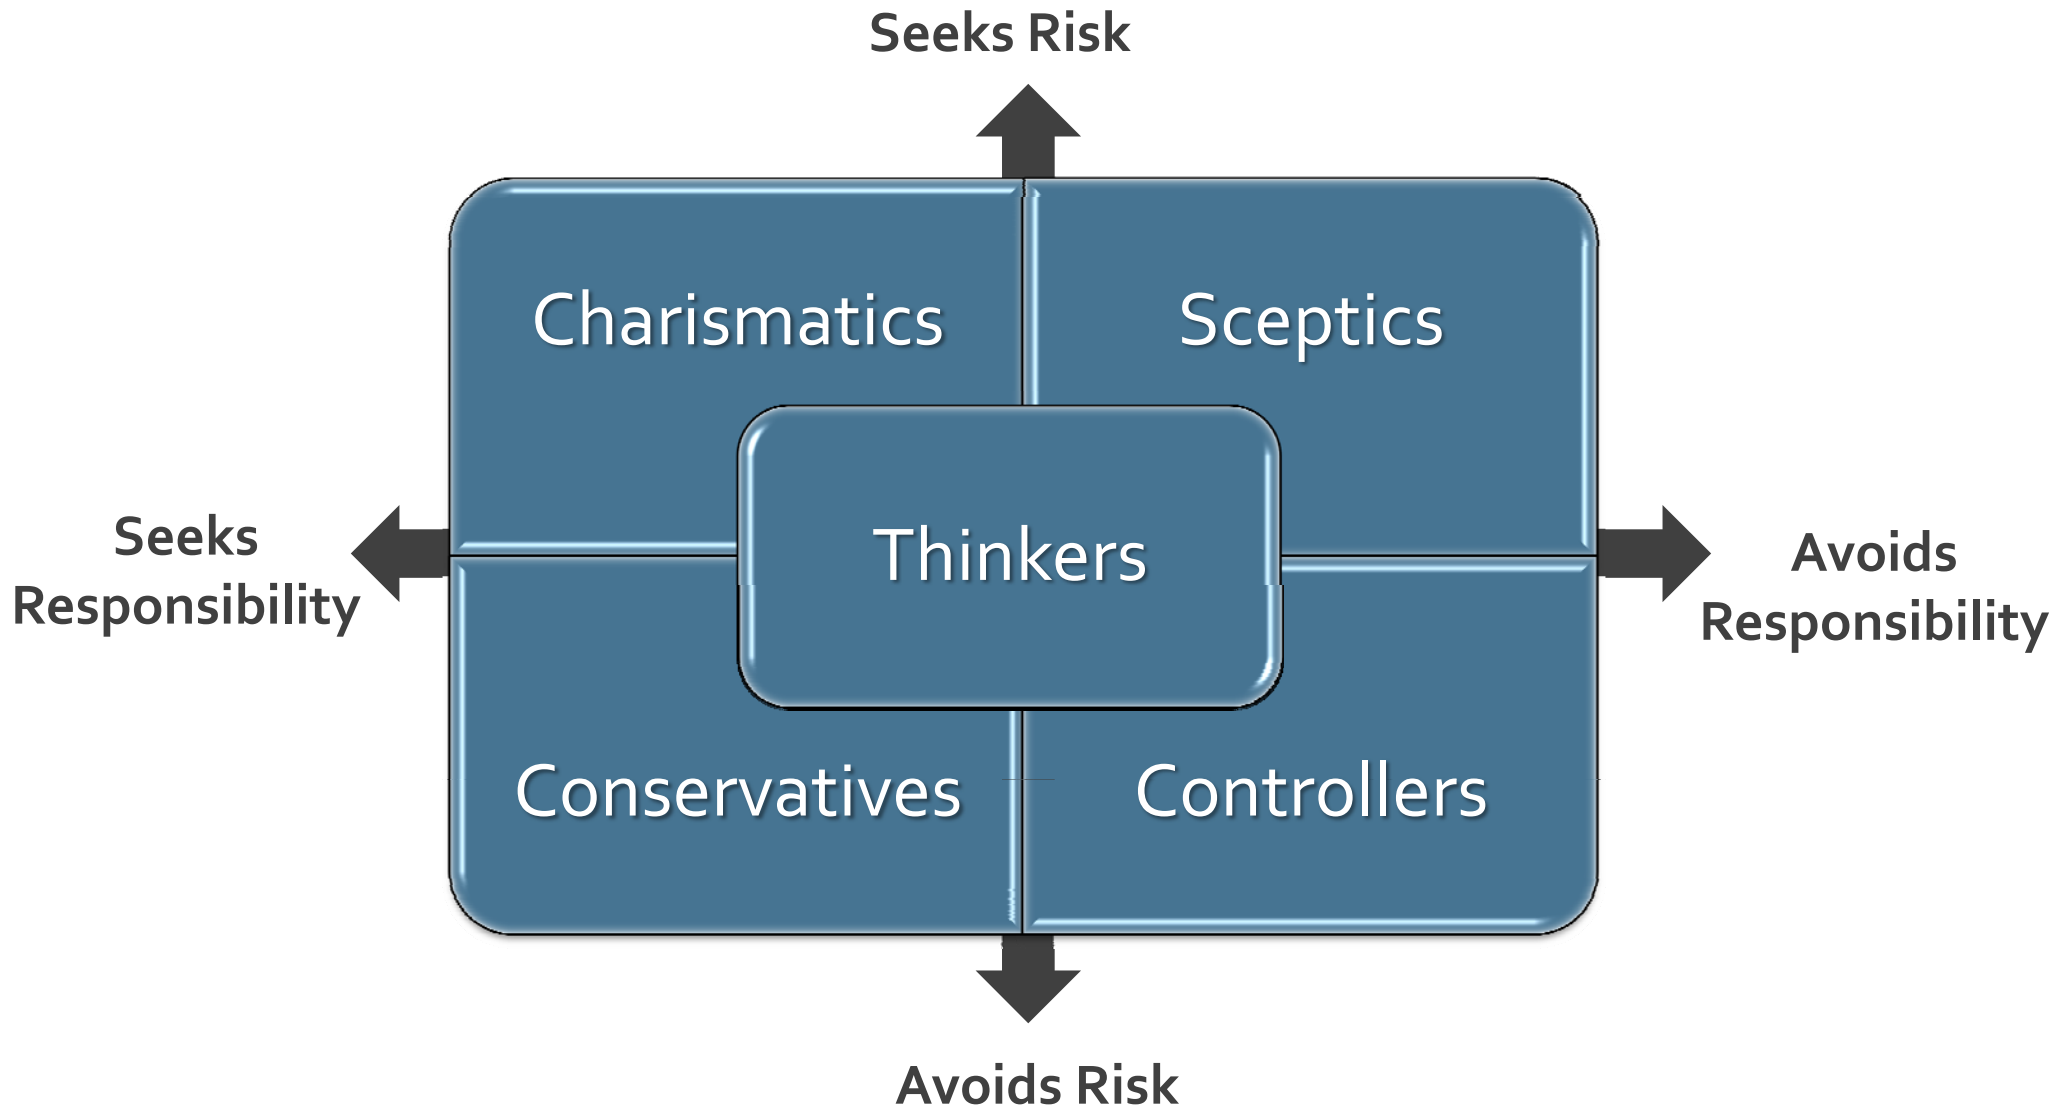 Seeks Risk
Charismatics
Sceptics
Seeks
Responsibility
Thinkers
Avoids
Responsibility
Conservatives
Controllers
Avoids Risk